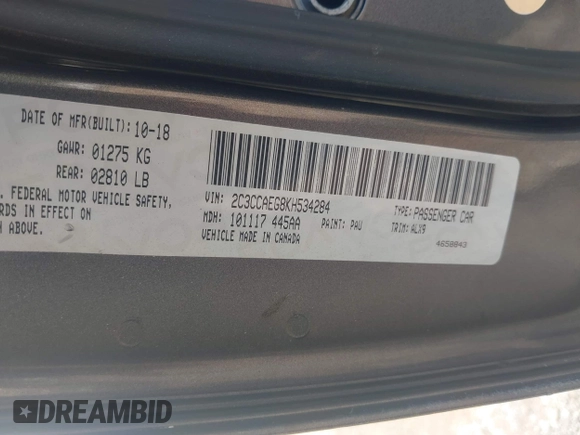 DATE OF MFR(BUILT): 10-18
GAWR: 01275 KG
REAR: 02810 LB
FEDERAL MOTOR VEHICLE SAFETY,
RDS IN EFFECT ON
ABOVE.
VIN: 2C3CCAEG8KH534284
TYPE: PASSENGER CAR
MDH: 101117 445AA
PAINT: PAU
TRIM: ALX9
VEHICLE MADE IN CANADA
4658843
DREAMBID